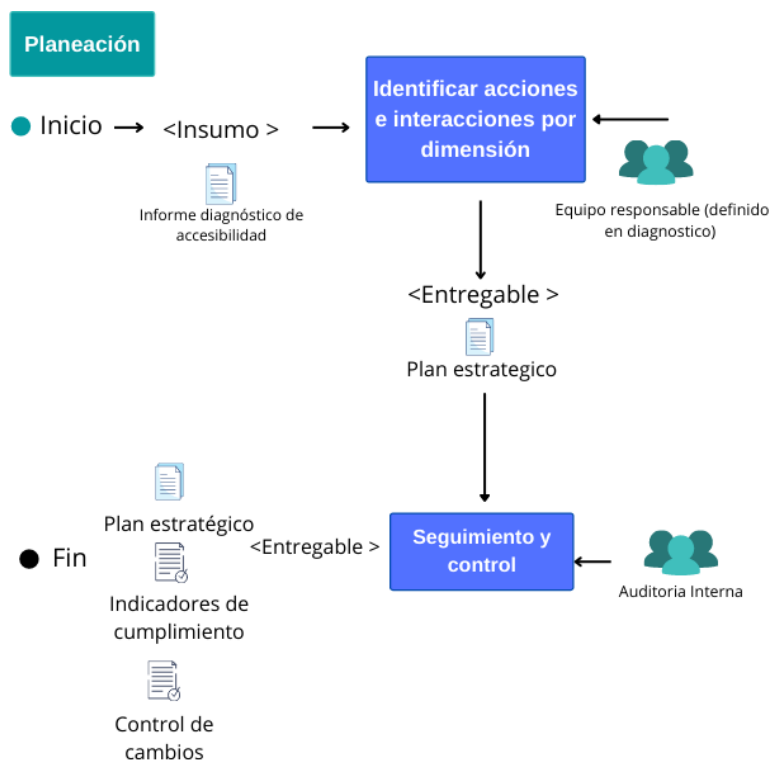 Planeación
Inicio
<Insumo >
Informe diagnóstico de
accesibilidad
Identificar acciones
e interacciones por
dimensión
Equipo responsable (definido
en diagnostico)
<Entregable >
Plan estrategico
Seguimiento y
control
Auditoria Interna
<Entregable >
Plan estratégico
Indicadores de
cumplimiento
Control de
cambios
Fin